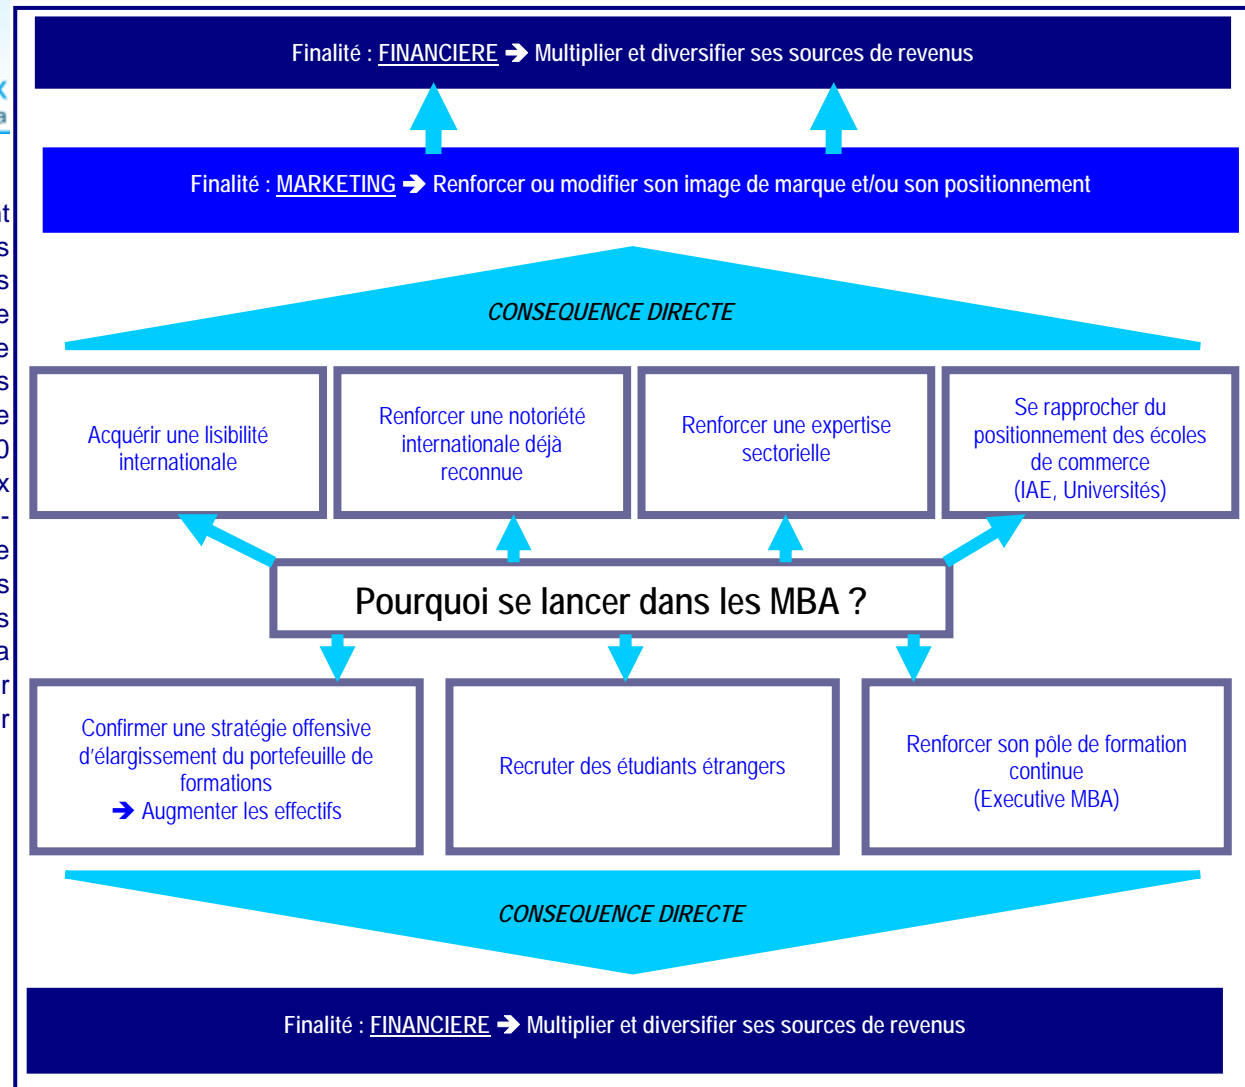 Finalité : FINANCIERE ➔ Multiplier et diversifier ses sources de revenus
Finalité : MARKETING ➔ Renforcer ou modifier son image de marque et/ou son positionnement
CONSEQUENCE DIRECTE
Acquérir une lisibilité
internationale
Renforcer une notoriété
internationale déjà
reconnue
Renforcer une expertise
sectorielle
Se rapprocher du
positionnement des écoles
de commerce
(IAE, Universités)
Pourquoi se lancer dans les MBA ?
Confirmer une stratégie offensive
d'élargissement du portefeuille de
formations
➔ Augmenter les effectifs
Recruter des étudiants étrangers
Renforcer son pôle de formation
continue
(Executive MBA)
CONSEQUENCE DIRECTE
Finalité : FINANCIERE ➔ Multiplier et diversifier ses sources de revenus